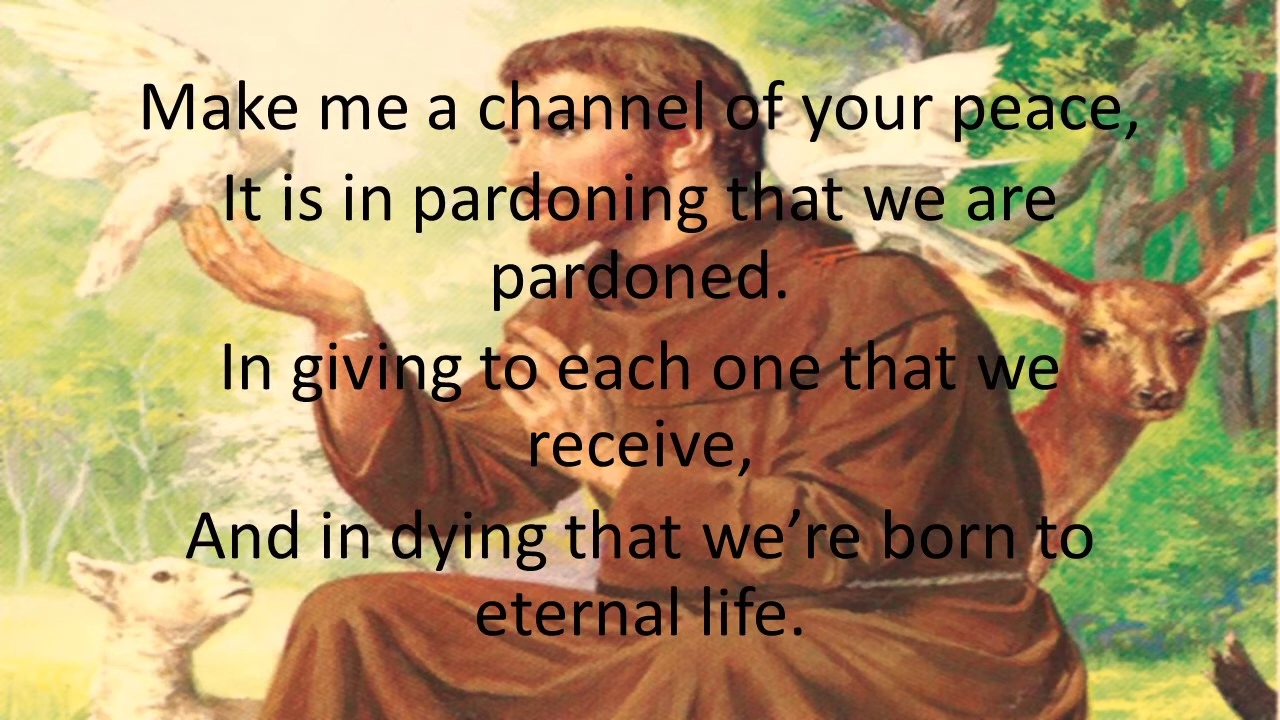 Make me a channel of your peace,
It is in pardoning that we are
pardoned.
In giving to each one that we
receive,
And in dying that we’re born to
eternal life.